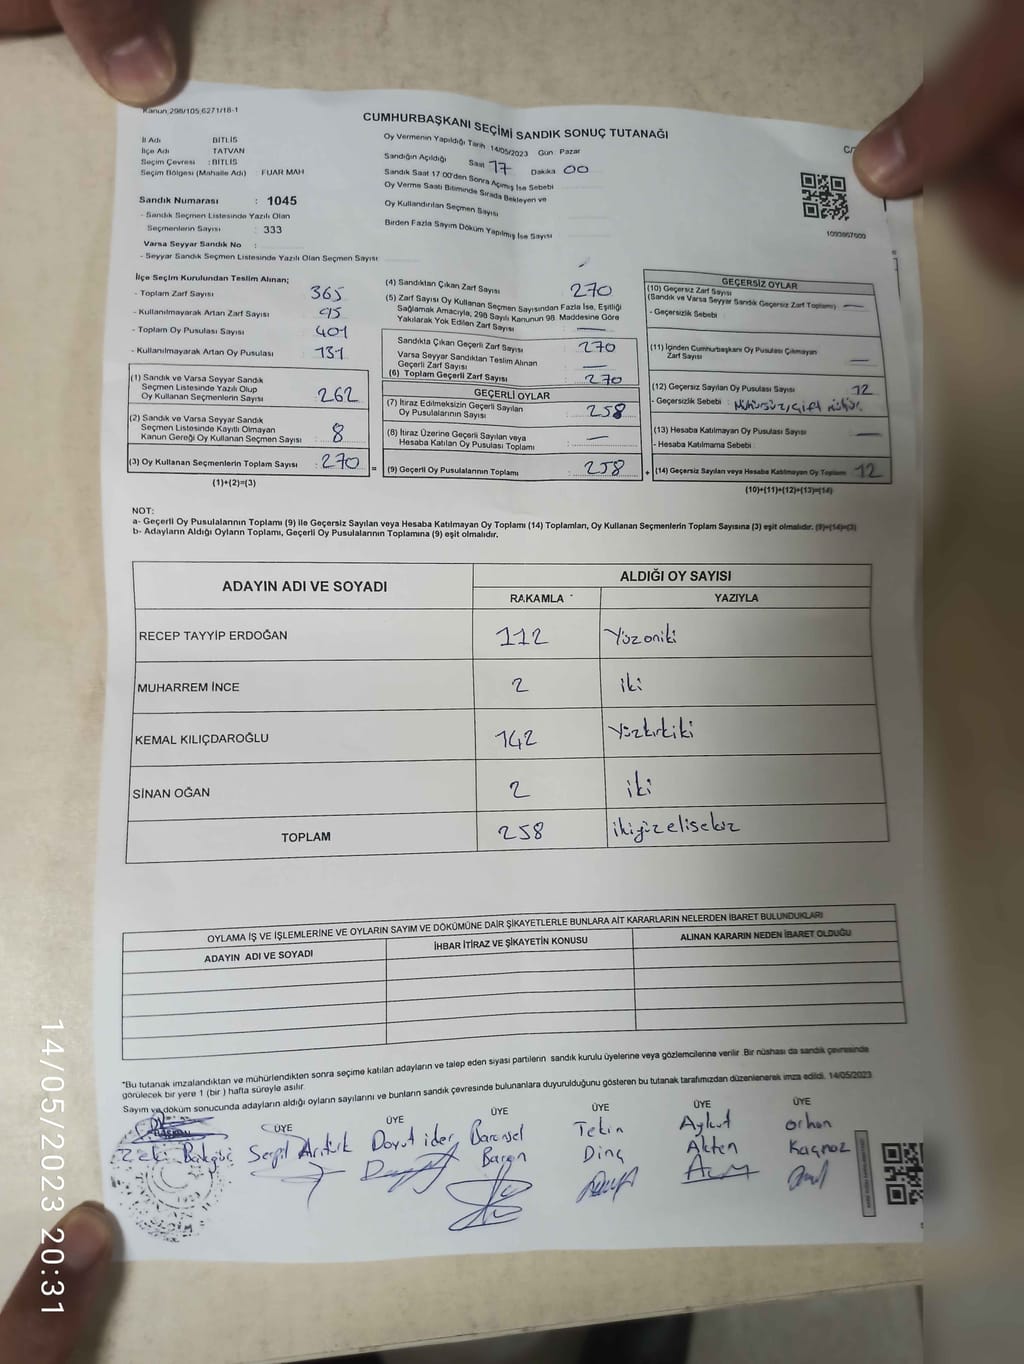 Kanun 298/105 6271/18-1
CUMHURBAŞKANI SEÇİMİ SANDIK SONUÇ TUTANAĞI
İl Adı BİTLİS
İlçe Adı TATVAN
Seçim Çevresi : BİTLİS
Seçim Bölgesi (Mahalle Adı) : FUAR MAH
Sandık Numarası : 1045
- Sandık Seçmen Listesinde Yazılı Olan
Seçmenlerin Sayısı : 333
Varsa Seyyar Sandık No :
- Seyyar Sandık Seçmen Listesinde Yazılı Olan Seçmen Sayısı :
Oy Vermenin Yapıldığı Tarih 14/05/2023 Gün Pazar
Sandığın Açıldığı Saat 17 Dakika 00
Sandık Saat 17:00'den Sonra Açılmış İse Sebebi
Oy Verme Saati Bitiminde Sırada Bekleyen ve
Oy Kullandırılan Seçmen Sayısı
Birden Fazla Sayım Döküm Yapılmış İse Sayısı
1093867600
İlçe Seçim Kurulundan Teslim Alınan;
- Toplam Zarf Sayısı 365
- Kullanılmayarak Artan Zarf Sayısı 95
- Toplam Oy Pusulası Sayısı 401
- Kullanılmayarak Artan Oy Pusulası 131
(1) Sandık ve Varsa Seyyar Sandık
Seçmen Listesinde Yazılı Olup
Oy Kullanan Seçmenlerin Sayısı : 262
(2) Sandık ve Varsa Seyyar Sandık
Seçmen Listesinde Kayıtlı Olmayan
Kanun Gereği Oy Kullanan Seçmen Sayısı : 8
(3) Oy Kullanan Seçmenlerin Toplam Sayısı : 270 =
(1)+(2)=(3)
(4) Sandıktan Çıkan Zarf Sayısı 270
(5) Zarf Sayısı Oy Kullanan Seçmen Sayısından Fazla İse, Eşitliği
Sağlamak Amacıyla, 298 Sayılı Kanunun 98. Maddesine Göre
Yakılarak Yok Edilen Zarf Sayısı : —
Sandıkta Çıkan Geçerli Zarf Sayısı : 270
Varsa Seyyar Sandıktan Teslim Alınan
Geçerli Zarf Sayısı : —
(6) Toplam Geçerli Zarf Sayısı : 270
GEÇERLİ OYLAR
(7) İtiraz Edilmeksizin Geçerli Sayılan
Oy Pusulalarının Sayısı : 258
(8) İtiraz Üzerine Geçerli Sayılan veya
Hesaba Katılan Oy Pusulası Toplamı : —
(9) Geçerli Oy Pusulalarının Toplamı : 258 +
GEÇERSİZ OYLAR
(10) Geçersiz Zarf Sayısı
(Sandık ve Varsa Seyyar Sandık Geçersiz Zarf Toplamı) : —
- Geçersizlik Sebebi
(11) İçinden Cumhurbaşkanı Oy Pusulası Çıkmayan
Zarf Sayısı : —
(12) Geçersiz Sayılan Oy Pusulası Sayısı : 12
- Geçersizlik Sebebi : Mühürsüz, çift mühür.
(13) Hesaba Katılmayan Oy Pusulası Sayısı : —
- Hesaba Katılmama Sebebi
(14) Geçersiz Sayılan veya Hesaba Katılmayan Oy Toplamı : 12
(10)+(11)+(12)+(13)=(14)
NOT:
a- Geçerli Oy Pusulalarının Toplamı (9) ile Geçersiz Sayılan veya Hesaba Katılmayan Oy Toplamı (14) Toplamları, Oy Kullanan Seçmenlerin Toplam Sayısına (3) eşit olmalıdır. (9)+(14)=(3)
b- Adayların Aldığı Oyların Toplamı, Geçerli Oy Pusulalarının Toplamına (9) eşit olmalıdır.
ADAYIN ADI VE SOYADI ALDIĞI OY SAYISI
RAKAMLA YAZIYLA
RECEP TAYYİP ERDOĞAN 112 Yüzoniki
MUHARREM İNCE 2 iki
KEMAL KILIÇDAROĞLU 142 Yüzkırkiki
SİNAN OĞAN 2 iki
TOPLAM 258 ikiyüzelisekiz
OYLAMA İŞ VE İŞLEMLERİNE VE OYLARIN SAYIM VE DÖKÜMÜNE DAİR ŞİKAYETLERLE BUNLARA AİT KARARLARIN NELERDEN İBARET BULUNDUKLARI
ADAYIN ADI VE SOYADI İHBAR İTİRAZ VE ŞİKAYETİN KONUSU ALINAN KARARIN NEDEN İBARET OLDUĞU
"Bu tutanak imzalandıktan ve mühürlendikten sonra seçime katılan adayların ve talep eden siyasi partilerin sandık kurulu üyelerine veya gözlemcilerine verilir. Bir nüshası da sandık çevresinde
görülecek bir yere 1 (bir) hafta süreyle asılır.
Sayım ve döküm sonucunda adayların aldığı oyların sayılarını ve bunların sandık çevresinde bulunanlara duyurulduğunu gösteren bu tutanak tarafımızdan düzenlenerek imza edildi. 14/05/2023
BAŞKAN ÜYE ÜYE ÜYE ÜYE ÜYE ÜYE
Zeki Serpil Arıtürk Davut ider Baransel Baran Tekin Dinç Aykut Akten Orhan Kaçmaz
14/05/2023 20:31